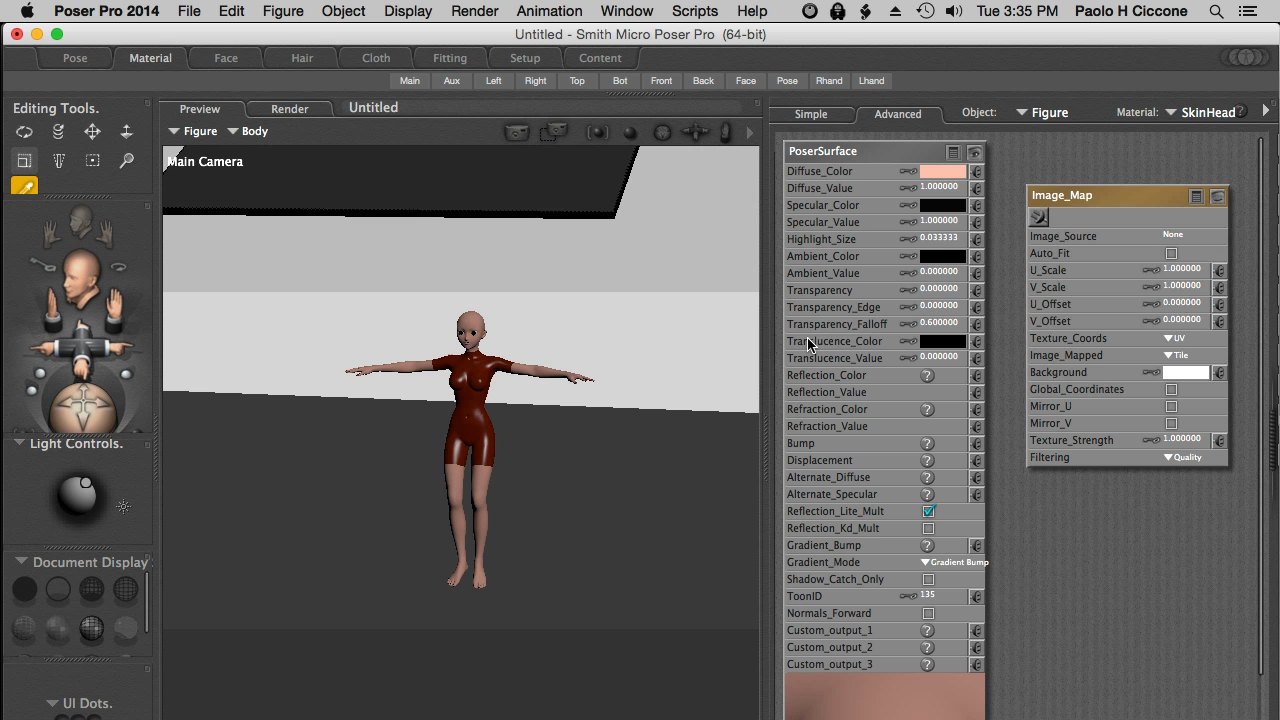 Poser Pro 2014 File Edit Figure Object Display Render Animation Window Scripts Help Tue 3:35 PM Paolo H Ciccone
Untitled - Smith Micro Poser Pro (64-bit)
Pose Material Face Hair Cloth Fitting Setup Content
Main Aux Left Right Top Bot Front Back Face Pose Rhand Lhand
Editing Tools.
Preview Render Untitled
Figure Body
Main Camera
Light Controls.
Document Display
UI Dots.
Simple Advanced Object: Figure Material: SkinHead
PoserSurface
Diffuse_Color
Diffuse_Value 1.000000
Specular_Color
Specular_Value 1.000000
Highlight_Size 0.033333
Ambient_Color
Ambient_Value 0.000000
Transparency 0.000000
Transparency_Edge 0.000000
Transparency_Falloff 0.600000
Translucence_Color
Translucence_Value 0.000000
Reflection_Color ?
Reflection_Value
Refraction_Color ?
Refraction_Value
Bump ?
Displacement ?
Alternate_Diffuse ?
Alternate_Specular ?
Reflection_Lite_Mult
Reflection_Kd_Mult
Gradient_Bump ?
Gradient_Mode Gradient Bump
Shadow_Catch_Only
ToonID 135
Normals_Forward
Custom_output_1 ?
Custom_output_2 ?
Custom_output_3 ?
Image_Map
Image_Source None
Auto_Fit
U_Scale 1.000000
V_Scale 1.000000
U_Offset 0.000000
V_Offset 0.000000
Texture_Coords UV
Image_Mapped Tile
Background
Global_Coordinates
Mirror_U
Mirror_V
Texture_Strength 1.000000
Filtering Quality